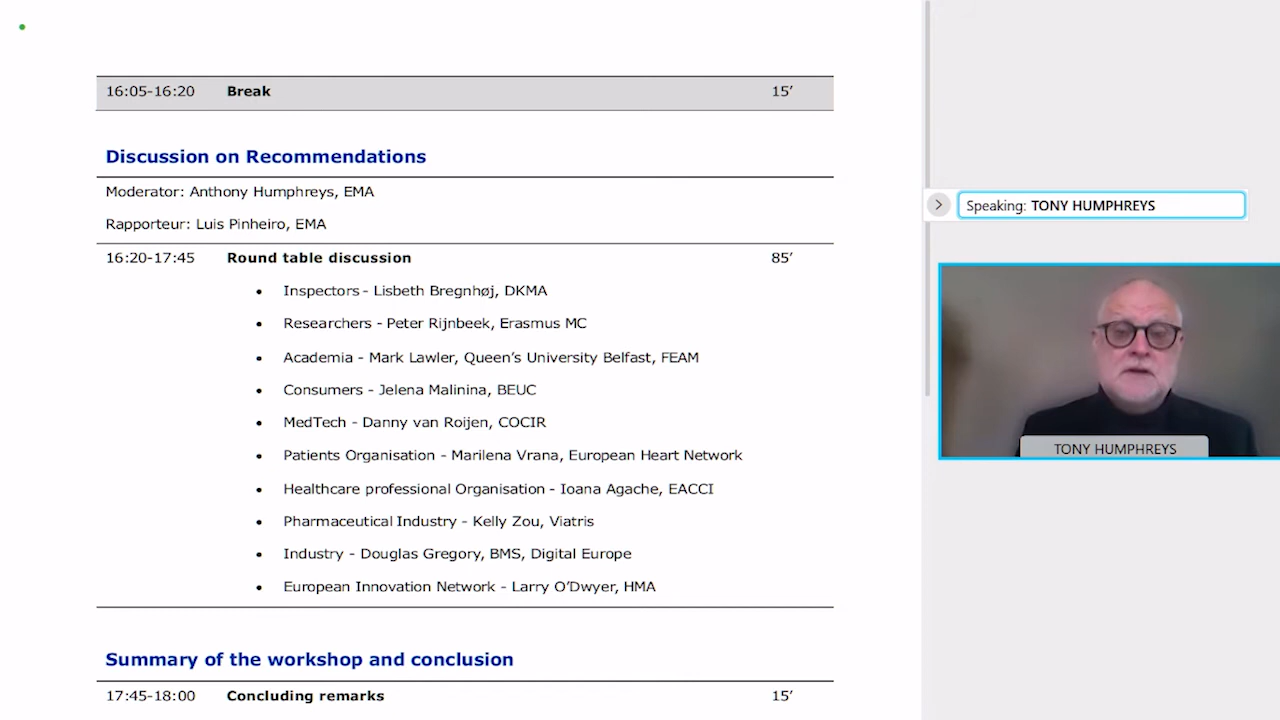 16:05-16:20 Break 15′
Discussion on Recommendations
Moderator: Anthony Humphreys, EMA
Rapporteur: Luis Pinheiro, EMA
16:20-17:45 Round table discussion 85′
• Inspectors - Lisbeth Bregnhøj, DKMA
• Researchers - Peter Rijnbeek, Erasmus MC
• Academia - Mark Lawler, Queen’s University Belfast, FEAM
• Consumers - Jelena Malinina, BEUC
• MedTech - Danny van Roijen, COCIR
• Patients Organisation - Marilena Vrana, European Heart Network
• Healthcare professional Organisation - Ioana Agache, EACCI
• Pharmaceutical Industry - Kelly Zou, Viatris
• Industry - Douglas Gregory, BMS, Digital Europe
• European Innovation Network - Larry O’Dwyer, HMA
Summary of the workshop and conclusion
17:45-18:00 Concluding remarks 15′
Speaking: TONY HUMPHREYS
TONY HUMPHREYS